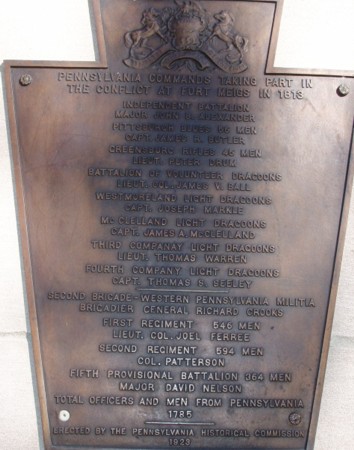 PENNSYLVANIA COMMANDS TAKING PART IN
THE CONFLICT AT FORT MEIGS IN 1813
INDEPENDENT BATTALION
MAJOR JOHN B. ALEXANDER
PITTSBURGH BLUES 56 MEN
CAPT. JAMES R. BUTLER
GREENSBURG RIFLES 46 MEN
LIEUT. PETER DRUM
BATTALION OF VOLUNTEER DRAGOONS
LIEUT. COL. JAMES V. BALL
WESTMORELAND LIGHT DRAGOONS
CAPT. JOSEPH MARKLE
McCLELLAND LIGHT DRAGOONS
CAPT. JAMES A. McCLELLAND
THIRD COMPANY LIGHT DRAGOONS
LIEUT. THOMAS WARREN
FOURTH COMPANY LIGHT DRAGOONS
CAPT. THOMAS S. SEELEY
SECOND BRIGADE-WESTERN PENNSYLVANIA MILITIA
BRIGADIER GENERAL RICHARD CROOKS
FIRST REGIMENT 546 MEN
LIEUT. COL. JOEL FERREE
SECOND REGIMENT 594 MEN
COL. PATTERSON
FIFTH PROVISIONAL BATTALION 364 MEN
MAJOR DAVID NELSON
TOTAL OFFICERS AND MEN FROM PENNSYLVANIA
1785
ERECTED BY THE PENNSYLVANIA HISTORICAL COMMISSION
1923